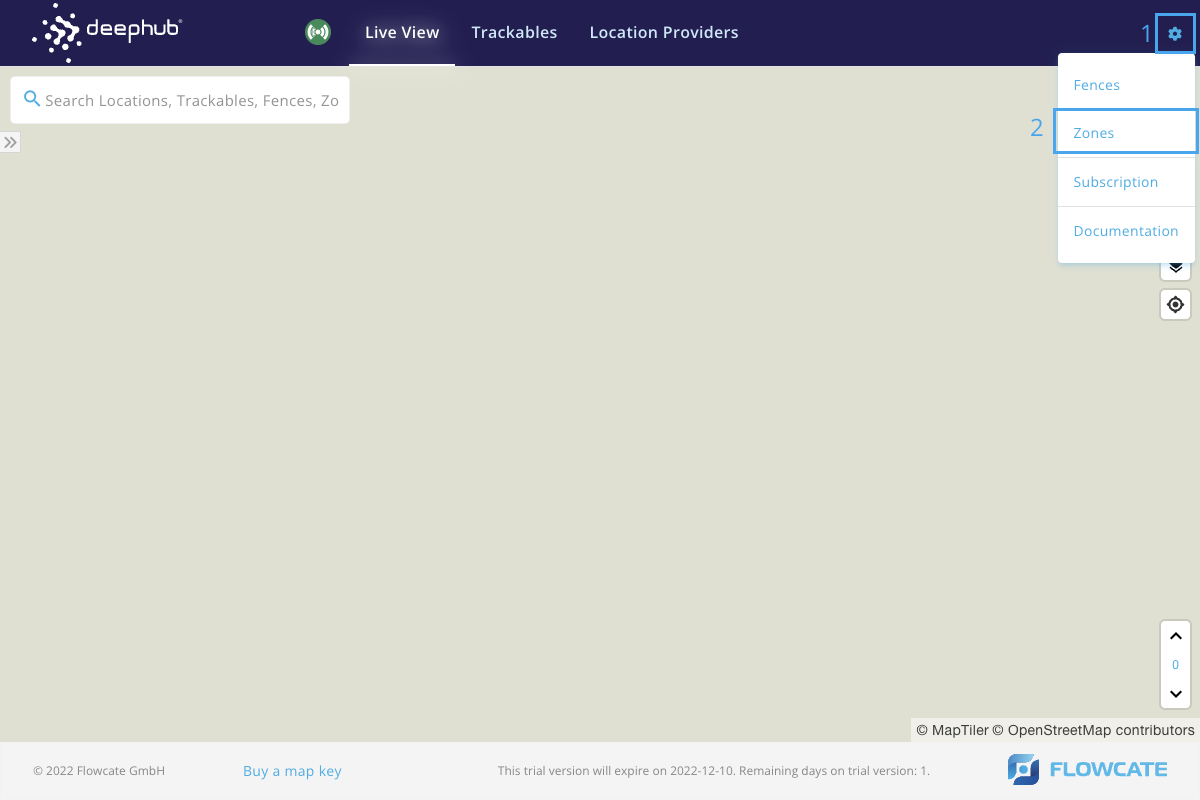 deephub®
Live View
Trackables
Location Providers
1
Search Locations, Trackables, Fences, Zo
Fences
2
Zones
Subscription
Documentation
0
© MapTiler © OpenStreetMap contributors
© 2022 Flowcate GmbH
Buy a map key
This trial version will expire on 2022-12-10. Remaining days on trial version: 1.
FLOWCATE